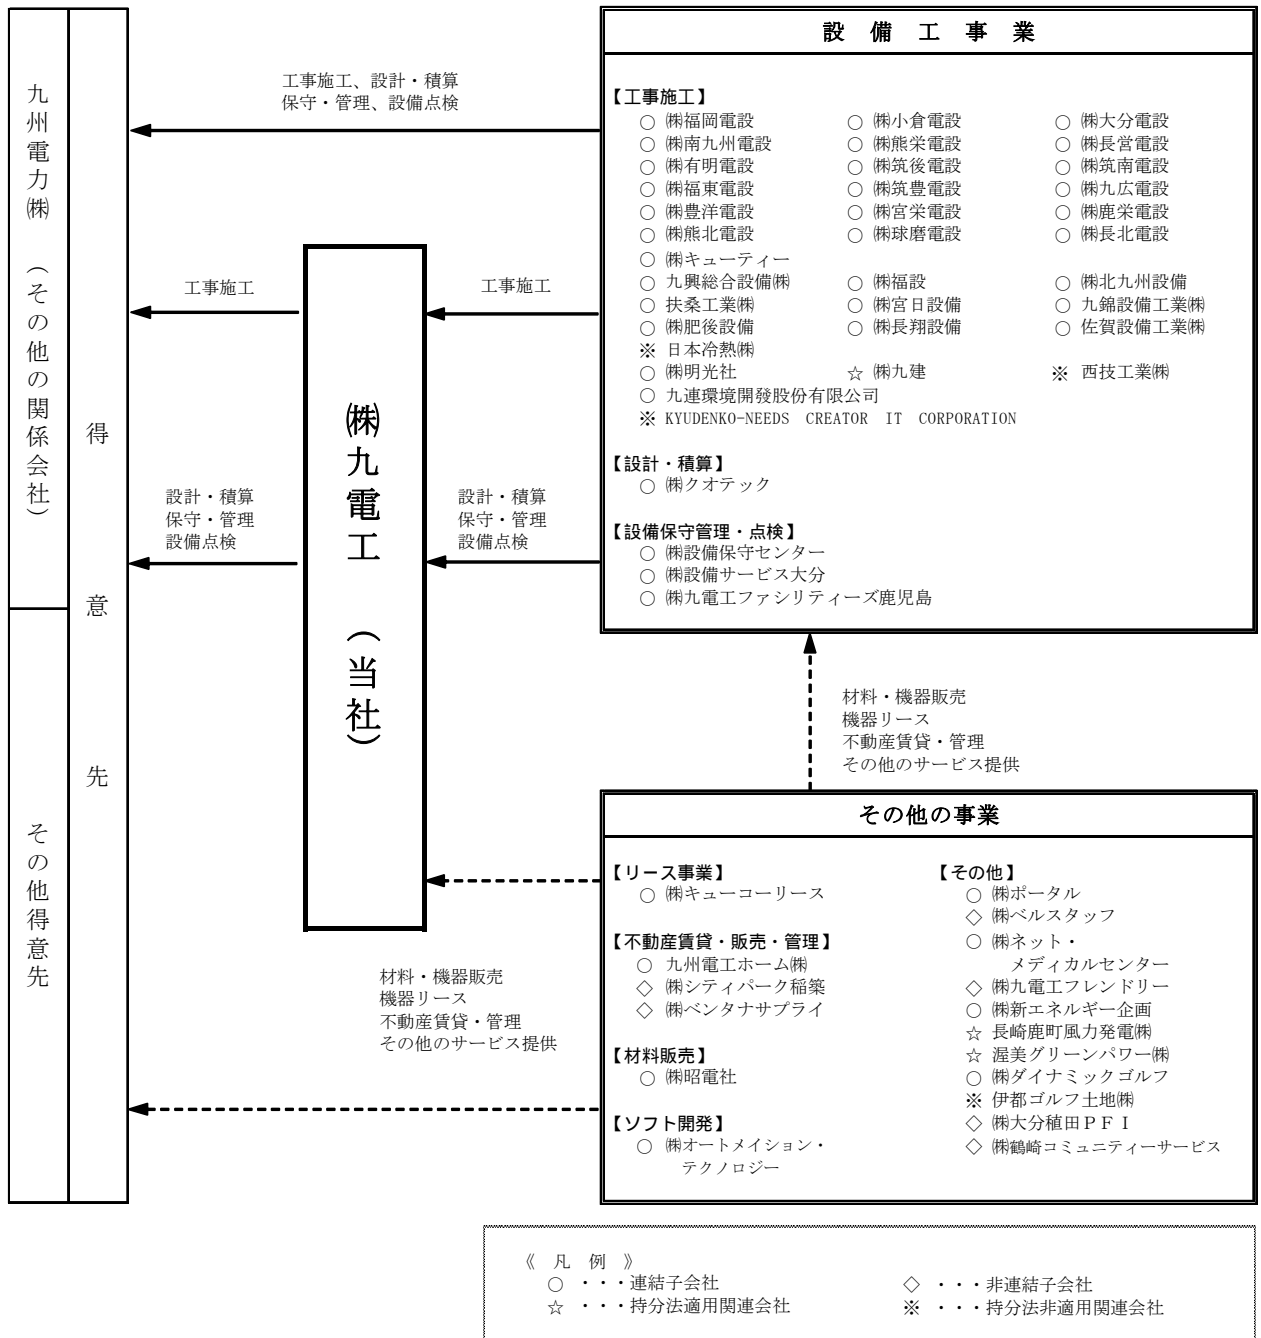 九州電力㈱ （その他の関係会社）
その他得意先
得意先
工事施工、設計・積算
保守・管理、設備点検
工事施工
設計・積算
保守・管理
設備点検
㈱九電工 （当社）
工事施工
設計・積算
保守・管理
設備点検
設備工事業
【工事施工】
○ ㈱福岡電設 ○ ㈱小倉電設 ○ ㈱大分電設
○ ㈱南九州電設 ○ ㈱熊栄電設 ○ ㈱長営電設
○ ㈱有明電設 ○ ㈱筑後電設 ○ ㈱筑南電設
○ ㈱福東電設 ○ ㈱筑豊電設 ○ ㈱九広電設
○ ㈱豊洋電設 ○ ㈱宮栄電設 ○ ㈱鹿栄電設
○ ㈱熊北電設 ○ ㈱球磨電設 ○ ㈱長北電設
○ ㈱キューティー
○ 九興総合設備㈱ ○ ㈱福設 ○ ㈱北九州設備
○ 扶桑工業㈱ ○ ㈱宮日設備 ○ 九錦設備工業㈱
○ ㈱肥後設備 ○ ㈱長翔設備 ○ 佐賀設備工業㈱
※ 日本冷熱㈱
○ ㈱明光社 ☆ ㈱九建 ※ 西技工業㈱
○ 九連環境開發股份有限公司
※ KYUDENKO-NEEDS CREATOR IT CORPORATION
【設計・積算】
○ ㈱クオテック
【設備保守管理・点検】
○ ㈱設備保守センター
○ ㈱設備サービス大分
○ ㈱九電工ファシリティーズ鹿児島
材料・機器販売
機器リース
不動産賃貸・管理
その他のサービス提供
材料・機器販売
機器リース
不動産賃貸・管理
その他のサービス提供
その他の事業
【リース事業】
○ ㈱キューコーリース
【不動産賃貸・販売・管理】
○ 九州電工ホーム㈱
◇ ㈱シティパーク稲築
◇ ㈱ベンタナサプライ
【材料販売】
○ ㈱昭電社
【ソフト開発】
○ ㈱オートメイション・
テクノロジー
【その他】
○ ㈱ポータル
◇ ㈱ベルスタッフ
○ ㈱ネット・
メディカルセンター
◇ ㈱九電工フレンドリー
○ ㈱新エネルギー企画
☆ 長崎鹿町風力発電㈱
☆ 渥美グリーンパワー㈱
○ ㈱ダイナミックゴルフ
※ 伊都ゴルフ土地㈱
◇ ㈱大分稙田ＰＦＩ
◇ ㈱鶴崎コミュニティーサービス
《 凡 例 》
○ ・・・連結子会社 ◇ ・・・非連結子会社
☆ ・・・持分法適用関連会社 ※ ・・・持分法非適用関連会社